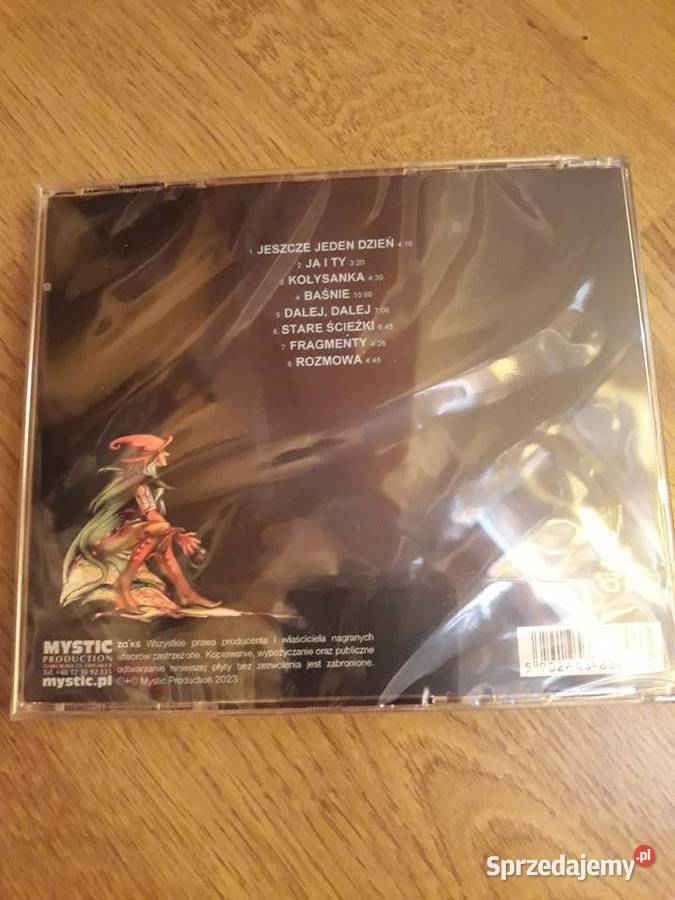 1 JESZCZE JEDEN DZIEŃ 4:10
2 JA I TY 3:20
3 KOŁYSANKA 4:30
4 BAŚNIE 10:60
5 DALEJ, DALEJ 7:00
6 STARE ŚCIEŻKI 6:45
7 FRAGMENTY 4:28
8 ROZMOWA 4:45
MYSTIC
PRODUCTION
mystic.pl
za'ks Wszystkie prawa producenta i właściciela nagranych
utworów zastrzeżone. Kopiowanie, wypożyczanie oraz publiczne
odtwarzanie niniejszej płyty bez zezwolenia jest zabronione.
©+© Mystic Production 2023
Sprzedajemy.pl